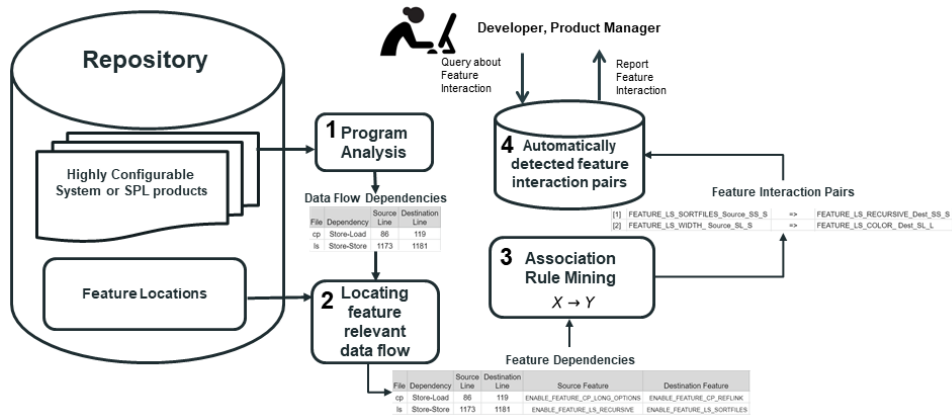 Repository
Highly Configurable
System or SPL products
Feature Locations
1 Program
Analysis
Data Flow Dependencies
File Dependency Source Line Destination Line
cp Store-Load 86 119
ls Store-Store 1173 1181
2 Locating
feature
relevant
data flow
Feature Dependencies
File Dependency Source Line Destination Line Source Feature Destination Feature
cp Store-Load 86 119 ENABLE_FEATURE_CP_LONG_OPTIONS ENABLE_FEATURE_CP_REFLINK
ls Store-Store 1173 1181 ENABLE_FEATURE_LS_RECURSIVE ENABLE_FEATURE_LS_SORTFILES
3 Association
Rule Mining
X → Y
Feature Interaction Pairs
[1] FEATURE_LS_SORTFILES_Source_SS_S => FEATURE_LS_RECURSIVE_Dest_SS_S
[2] FEATURE_LS_WIDTH_ Source_SL_S => FEATURE_LS_COLOR_ Dest_SL_L
4 Automatically
detected feature
interaction pairs
Developer, Product Manager
Query about
Feature
Interaction
Report
Feature
Interaction